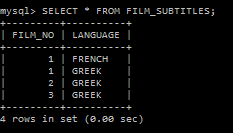 mysql> SELECT * FROM FILM_SUBTITLES;
+---------+----------+
| FILM_NO | LANGUAGE |
+---------+----------+
|       1 | FRENCH   |
|       1 | GREEK    |
|       2 | GREEK    |
|       3 | GREEK    |
+---------+----------+
4 rows in set (0.00 sec)